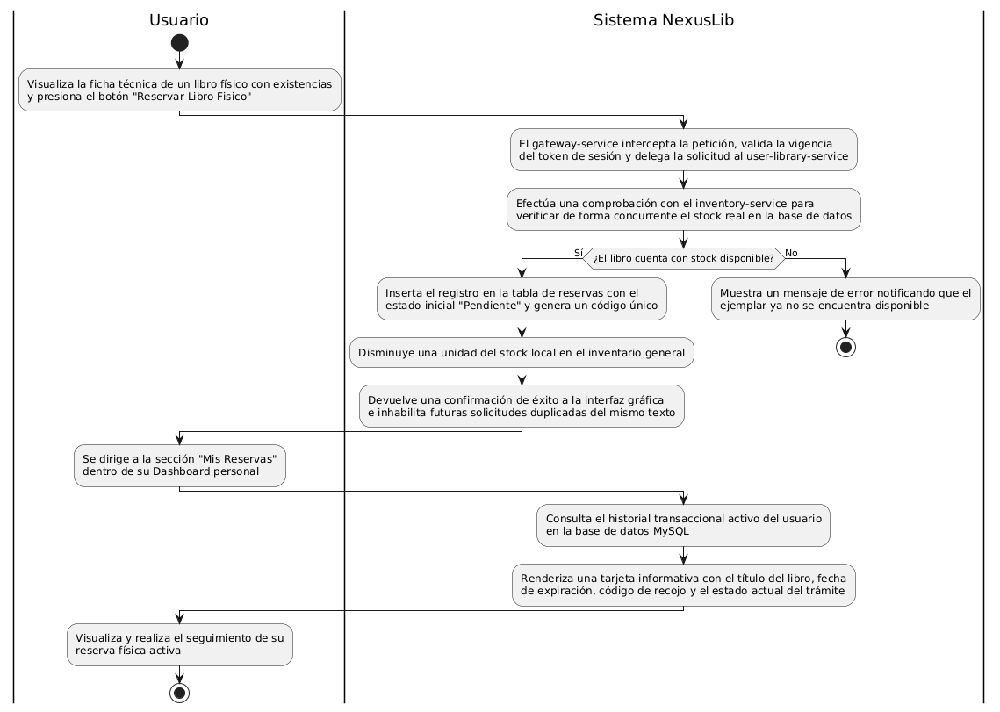 Usuario
Sistema NexusLib
Visualiza la ficha técnica de un libro físico con existencias
y presiona el botón "Reservar Libro Fisico"
El gateway-service intercepta la petición, valida la vigencia
del token de sesión y delega la solicitud al user-library-service
Efectúa una comprobación con el inventory-service para
verificar de forma concurrente el stock real en la base de datos
¿El libro cuenta con stock disponible?
Sí
No
Inserta el registro en la tabla de reservas con el
estado inicial "Pendiente" y genera un código único
Muestra un mensaje de error notificando que el
ejemplar ya no se encuentra disponible
Disminuye una unidad del stock local en el inventario general
Devuelve una confirmación de éxito a la interfaz gráfica
e inhabilita futuras solicitudes duplicadas del mismo texto
Se dirige a la sección "Mis Reservas"
dentro de su Dashboard personal
Consulta el historial transaccional activo del usuario
en la base de datos MySQL
Renderiza una tarjeta informativa con el título del libro, fecha
de expiración, código de recojo y el estado actual del trámite
Visualiza y realiza el seguimiento de su
reserva física activa